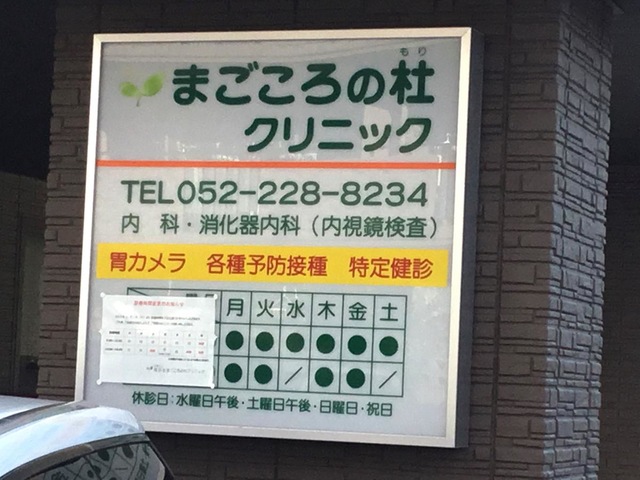 もり
まごころの杜
クリニック
TEL052-228-8234
内 科・消化器内科（内視鏡検査）
胃カメラ 各種予防接種 特定健診
月 火 水 木 金 土
● ● ● ● ● ●
● ● ／ ● ● ／
休診日：水曜日午後・土曜日午後・日曜日・祝日